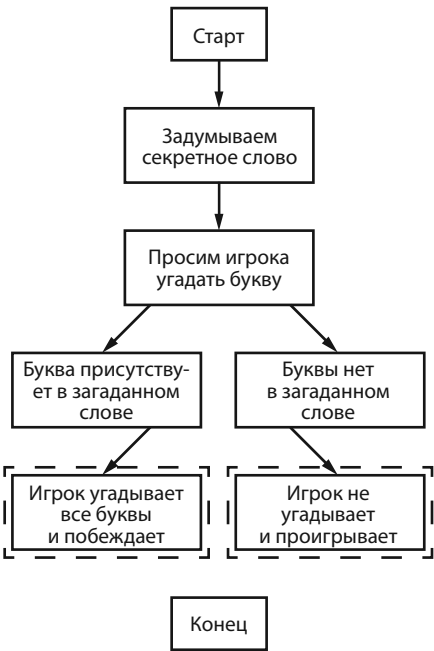 Старт
Задумываем
секретное слово
Просим игрока
угадать букву
Буква присутству-
ет в загаданном
слове
Буквы нет
в загаданном
слове
Игрок угадывает
все буквы
и побеждает
Игрок не
угадывает
и проигрывает
Конец